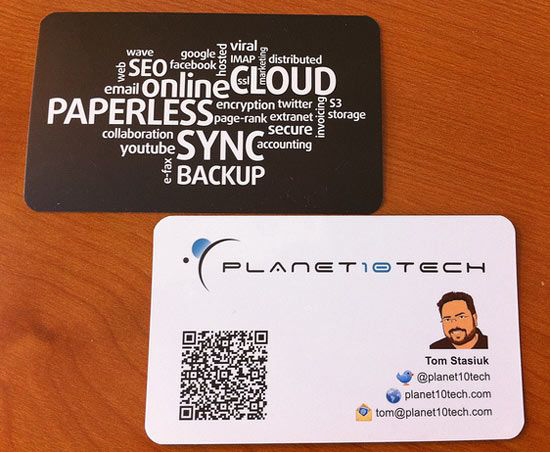 wave
google
viral
web
SEO
facebook
hosted
IMAP
marketing
distributed
email
online
ssl
CLOUD
PAPERLESS
encryption
twitter
invoicing
S3
page-rank
extranet
storage
collaboration
secure
youtube
SYNC
accounting
e-fax
BACKUP
PLANET10TECH
Tom Stasiuk
@planet10tech
planet10tech.com
tom@planet10tech.com